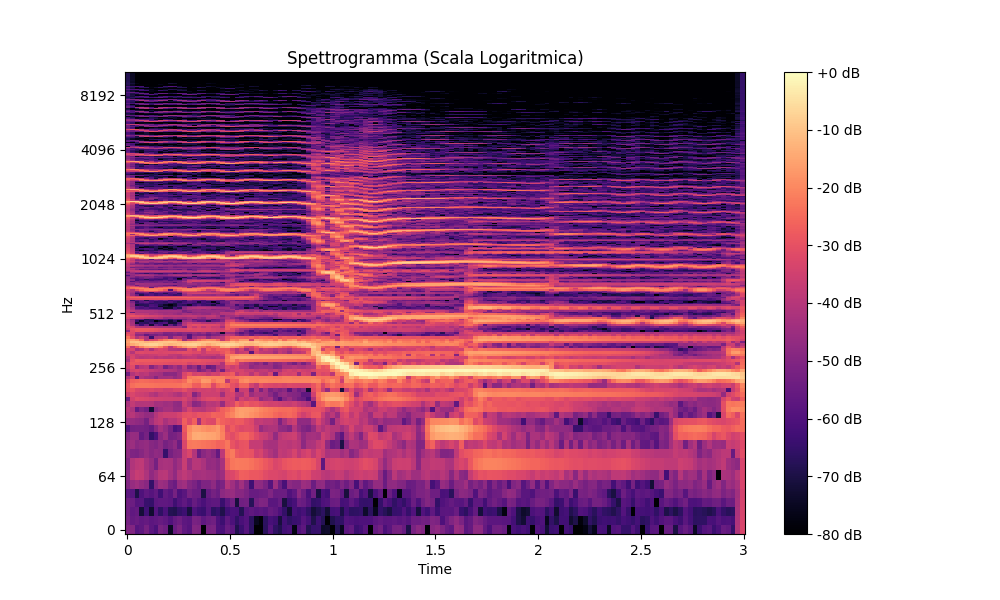 Spettrogramma (Scala Logaritmica)
8192
4096
2048
1024
512
256
128
64
0
Hz
0
0.5
1
1.5
2
2.5
3
Time
+0 dB
-10 dB
-20 dB
-30 dB
-40 dB
-50 dB
-60 dB
-70 dB
-80 dB